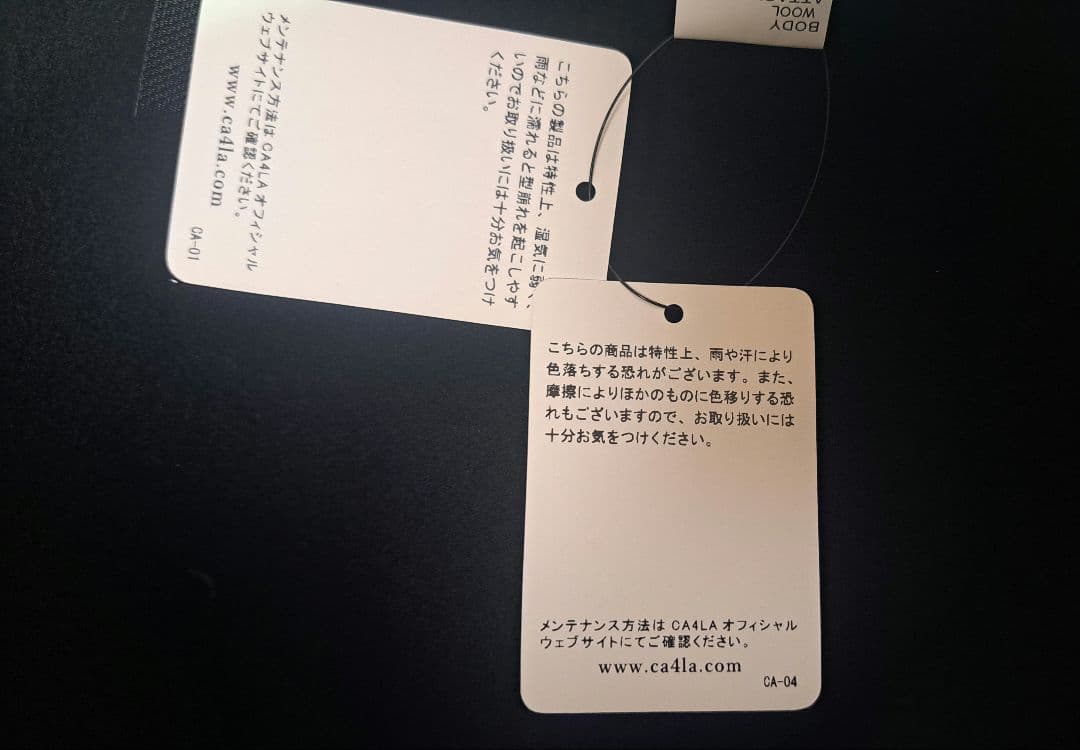 BODY
WOOL
こちらの製品は特性上、湿気に弱く、
雨などに濡れると型崩れを起こしやす
いのでお取り扱いには十分お気をつけ
ください。
メンテナンス方法は CA4LA オフィシャル
ウェブサイトにてご確認ください。
www.ca4la.com
CA-01
こちらの商品は特性上、雨や汗により
色落ちする恐れがございます。また、
摩擦によりほかのものに色移りする恐
れもございますので、お取り扱いには
十分お気をつけください。
メンテナンス方法は CA4LA オフィシャル
ウェブサイトにてご確認ください。
www.ca4la.com
CA-04